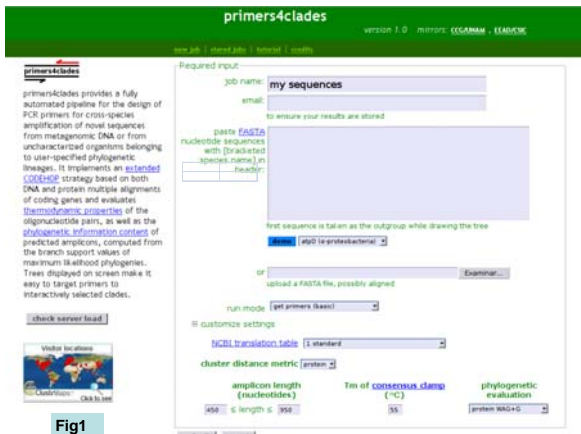 primers4clades
version 1.0 mirrors: CCG/UNAM , EEAD/CSIC
new job | stored jobs | tutorial | credits
primers4clades
primers4clades provides a fully
automated pipeline for the design of
PCR primers for cross-species
amplification of novel sequences
from metagenomic DNA or from
uncharacterized organisms belonging
to user-specified phylogenetic
lineages. It implements an extended
CODEHOP strategy based on both
DNA and protein multiple alignments
of coding genes and evaluates
thermodynamic properties of the
oligonucleotide pairs, as well as the
phylogenetic information content of
predicted amplicons, computed from
the branch support values of
maximum likelihood phylogenies.
Trees displayed on screen make it
easy to target primers to
interactively selected clades.
check server load
Visitor locations
ClustrMaps
Click to see
Fig1
Required input
job name: my sequences
email:
to ensure your results are stored
paste FASTA
nucleotide sequences
with [bracketed
species name] in
header:
first sequence is taken as the outgroup while drawing the tree
demo atpD (α-proteobacteria)
or Examinar...
upload a FASTA file, possibly aligned
run mode get primers (basic)
customize settings
NCBI translation table 1 standard
cluster distance metric protein
amplicon length
(nucleotides)
450 ≤ length ≤ 950
Tm of consensus clamp
(°C)
55
phylogenetic
evaluation
protein WAG+G